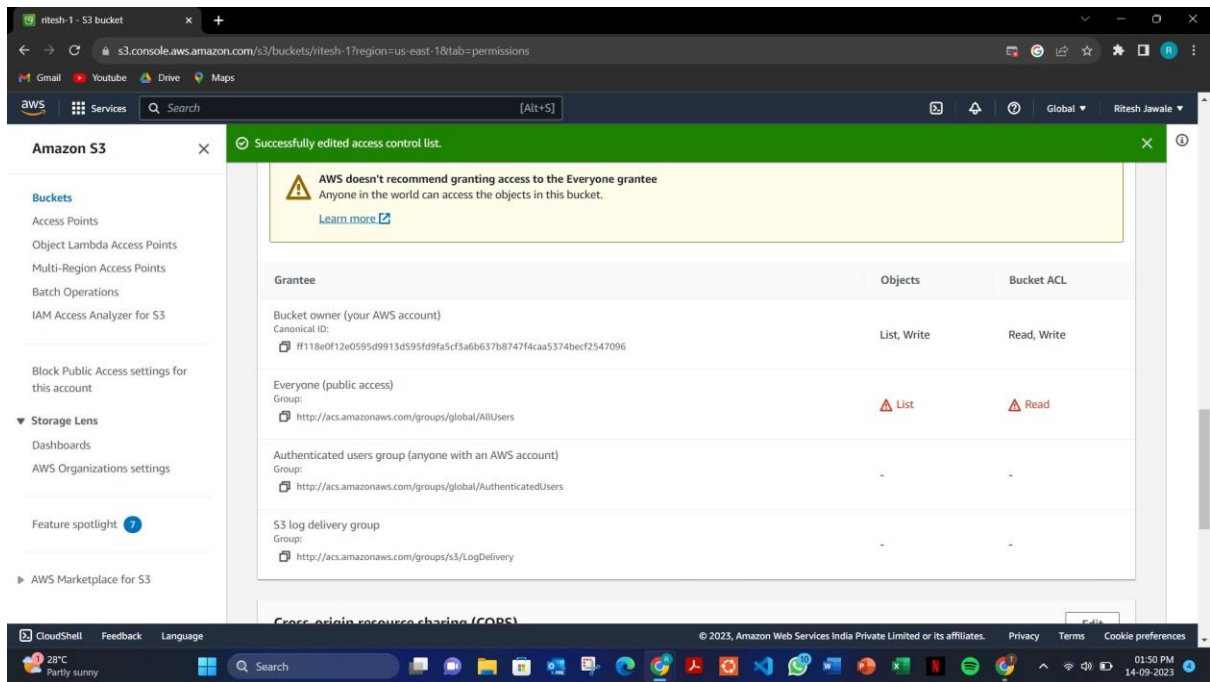 ritesh-1 - S3 bucket
s3.console.aws.amazon.com/s3/buckets/ritesh-1?region=us-east-1&tab=permissions
Gmail Youtube Drive Maps
aws Services Search [Alt+S] Global Ritesh Jawale
Amazon S3
Buckets
Access Points
Object Lambda Access Points
Multi-Region Access Points
Batch Operations
IAM Access Analyzer for S3
Block Public Access settings for
this account
Storage Lens
Dashboards
AWS Organizations settings
Feature spotlight 7
AWS Marketplace for S3
Successfully edited access control list.
AWS doesn't recommend granting access to the Everyone grantee
Anyone in the world can access the objects in this bucket.
Learn more
Grantee Objects Bucket ACL
Bucket owner (your AWS account)
Canonical ID:
ff118e0f12e0595d9913d595fd9fa5cf3a6b637b8747f4caa5374becf2547096
List, Write Read, Write
Everyone (public access)
Group:
http://acs.amazonaws.com/groups/global/AllUsers
List Read
Authenticated users group (anyone with an AWS account)
Group:
http://acs.amazonaws.com/groups/global/AuthenticatedUsers
- -
S3 log delivery group
Group:
http://acs.amazonaws.com/groups/s3/LogDelivery
- -
Cross-origin resource sharing (CORS) Edit
CloudShell Feedback Language © 2023, Amazon Web Services India Private Limited or its affiliates. Privacy Terms Cookie preferences
28°C
Partly sunny
Search
01:50 PM
14-09-2023